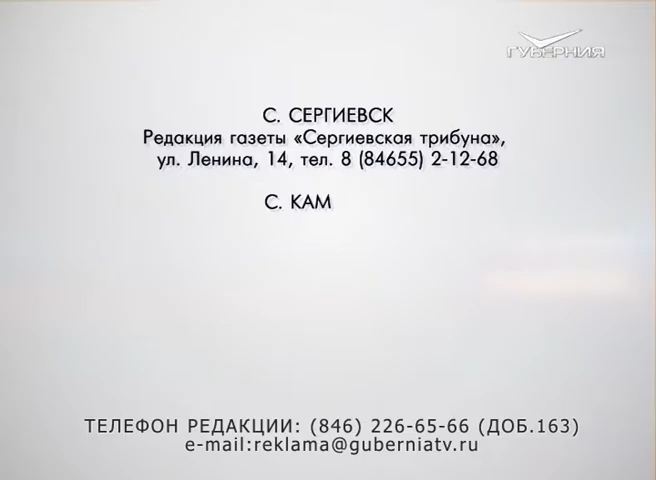 ГУБЕРНИЯ
С. СЕРГИЕВСК
Редакция газеты «Сергиевская трибуна»,
ул. Ленина, 14, тел. 8 (84655) 2-12-68
С. КАМ
ТЕЛЕФОН РЕДАКЦИИ: (846) 226-65-66 (ДОБ.163)
e-mail:reklama@guberniatv.ru